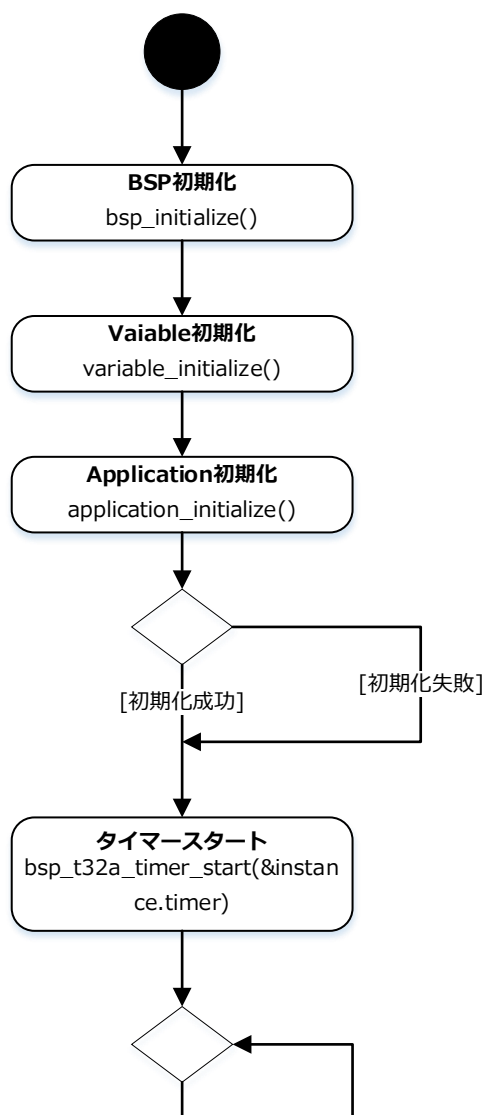 BSP初期化
bsp_initialize()
Vaiable初期化
variable_initialize()
Application初期化
application_initialize()
[初期化失敗]
[初期化成功]
タイマースタート
bsp_t32a_timer_start(&instan
ce.timer)